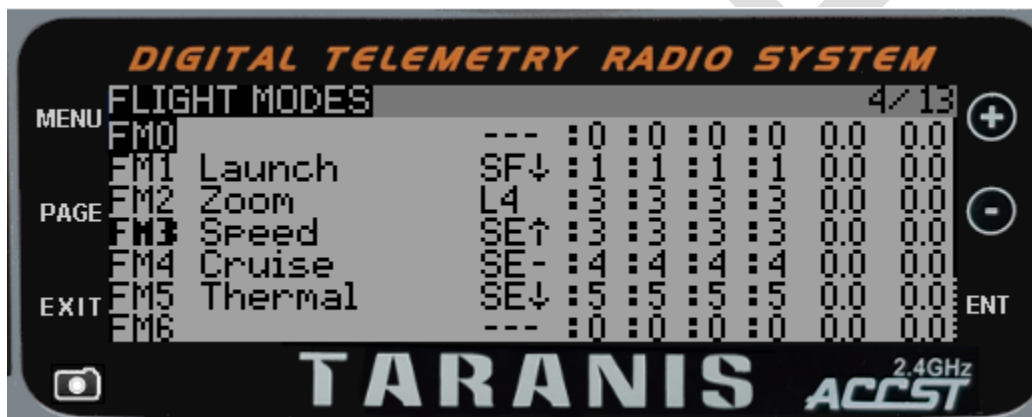 DIGITAL TELEMETRY RADIO SYSTEM
MENU
PAGE
EXIT
FLIGHT MODES 4/13
FM0 --- :0 :0 :0 :0 0.0 0.0
FM1 Launch SF↓ :1 :1 :1 :1 0.0 0.0
FM2 Zoom L4 :3 :3 :3 :3 0.0 0.0
FM3 Speed SE↑ :3 :3 :3 :3 0.0 0.0
FM4 Cruise SE- :4 :4 :4 :4 0.0 0.0
FM5 Thermal SE↓ :5 :5 :5 :5 0.0 0.0
FM6 --- :0 :0 :0 :0 0.0 0.0
+
-
ENT
TARANIS
2.4GHz
ACCST